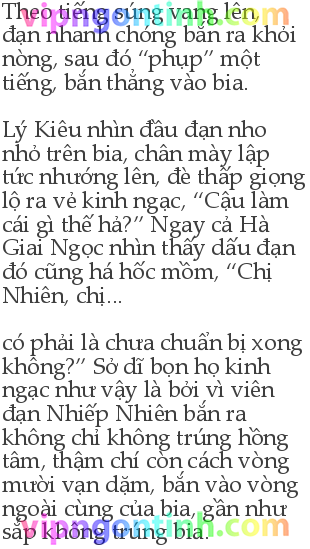 Theo tiếng súng vang lên,
đạn nhanh chóng bắn ra khỏi
nòng, sau đó “phụp” một
tiếng, bắn thẳng vào bia.
Lý Kiêu nhìn đầu đạn nho
nhỏ trên bia, chân mày lập
tức nhướng lên, đè thấp giọng
lộ ra vẻ kinh ngạc, “Cậu làm
cái gì thế hả?” Ngay cả Hà
Giai Ngọc nhìn thấy dấu đạn
đó cũng há hốc mồm, “Chị
Nhiên, chị...
có phải là chưa chuẩn bị xong
không?” Sở dĩ bọn họ kinh
ngạc như vậy là bởi vì viên
đạn Nhiếp Nhiên bắn ra
không chỉ không trúng hồng
tâm, thậm chí còn cách vòng
mười vạn dặm, bắn vào vòng
ngoài cùng của bia, gần như
sắp không trúng bia.
vipngontinh.com
vipngontinh.com